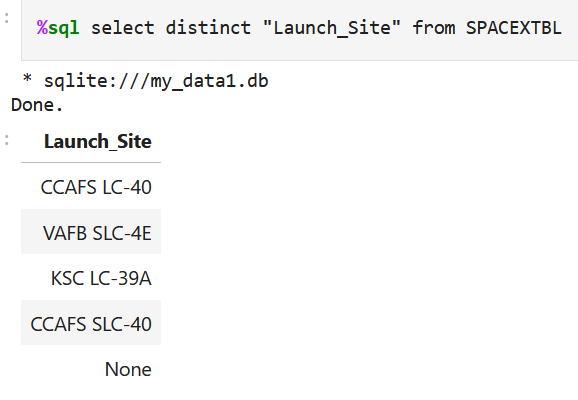 %sql select distinct "Launch_Site" from SPACEXTBL
* sqlite:///my_data1.db
Done.
Launch_Site
CCAFS LC-40
VAFB SLC-4E
KSC LC-39A
CCAFS SLC-40
None